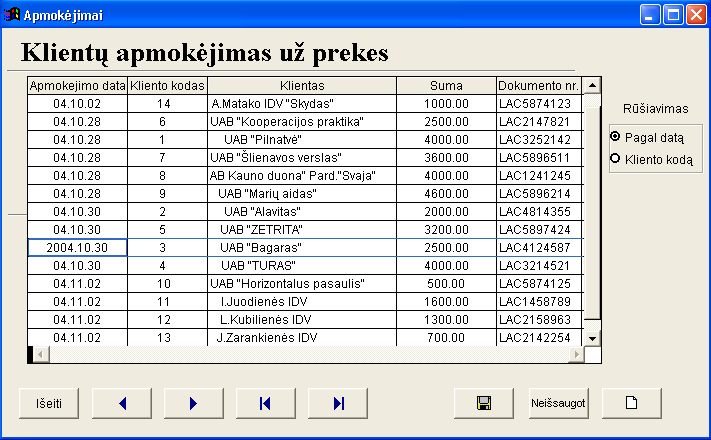 Apmokėjimai
Klientų apmokėjimas už prekes
Apmokejimo data Kliento kodas Klientas Suma Dokumento nr.
04.10.02 14 A.Matako IDV "Skydas" 1000.00 LAC5874123
04.10.28 6 UAB "Kooperacijos praktika" 2500.00 LAC2147821
04.10.28 1 UAB "Pilnatvė" 4000.00 LAC3252142
04.10.28 7 UAB "Šlienavos verslas" 3600.00 LAC5896511
04.10.28 8 AB Kauno duona" Pard."Svaja" 4000.00 LAC1241245
04.10.28 9 UAB "Marių aidas" 4600.00 LAC5896214
04.10.30 2 UAB "Alavitas" 2000.00 LAC4814355
04.10.30 5 UAB "ZETRITA" 3200.00 LAC5897424
2004.10.30 3 UAB "Bagaras" 2500.00 LAC4124587
04.10.30 4 UAB "TURAS" 4000.00 LAC3214521
04.11.02 10 UAB "Horizontalus pasaulis" 500.00 LAC5874125
04.11.02 11 I.Juodienės IDV 1600.00 LAC1458789
04.11.02 12 L.Kubilienės IDV 1300.00 LAC2158963
04.11.02 13 J.Zarankienės IDV 700.00 LAC2142254
Rūšiavimas
Pagal datą
Kliento kodą
Išeiti
Neišsaugot